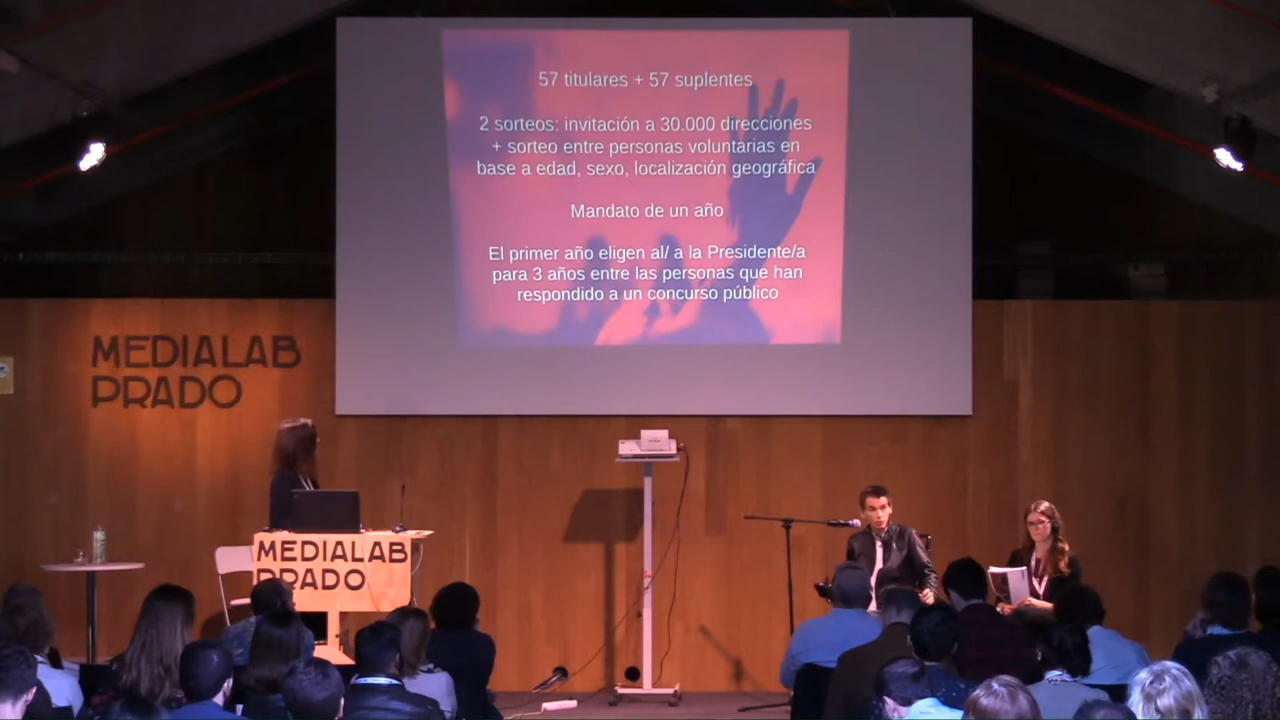 57 titulares + 57 suplentes
2 sorteos: invitación a 30.000 direcciones
+ sorteo entre personas voluntarias en
base a edad, sexo, localización geográfica
Mandato de un año
El primer año eligen al/ a la Presidente/a
para 3 años entre las personas que han
respondido a un concurso público
MEDIALAB
PRADO
MEDIALAB
PRADO